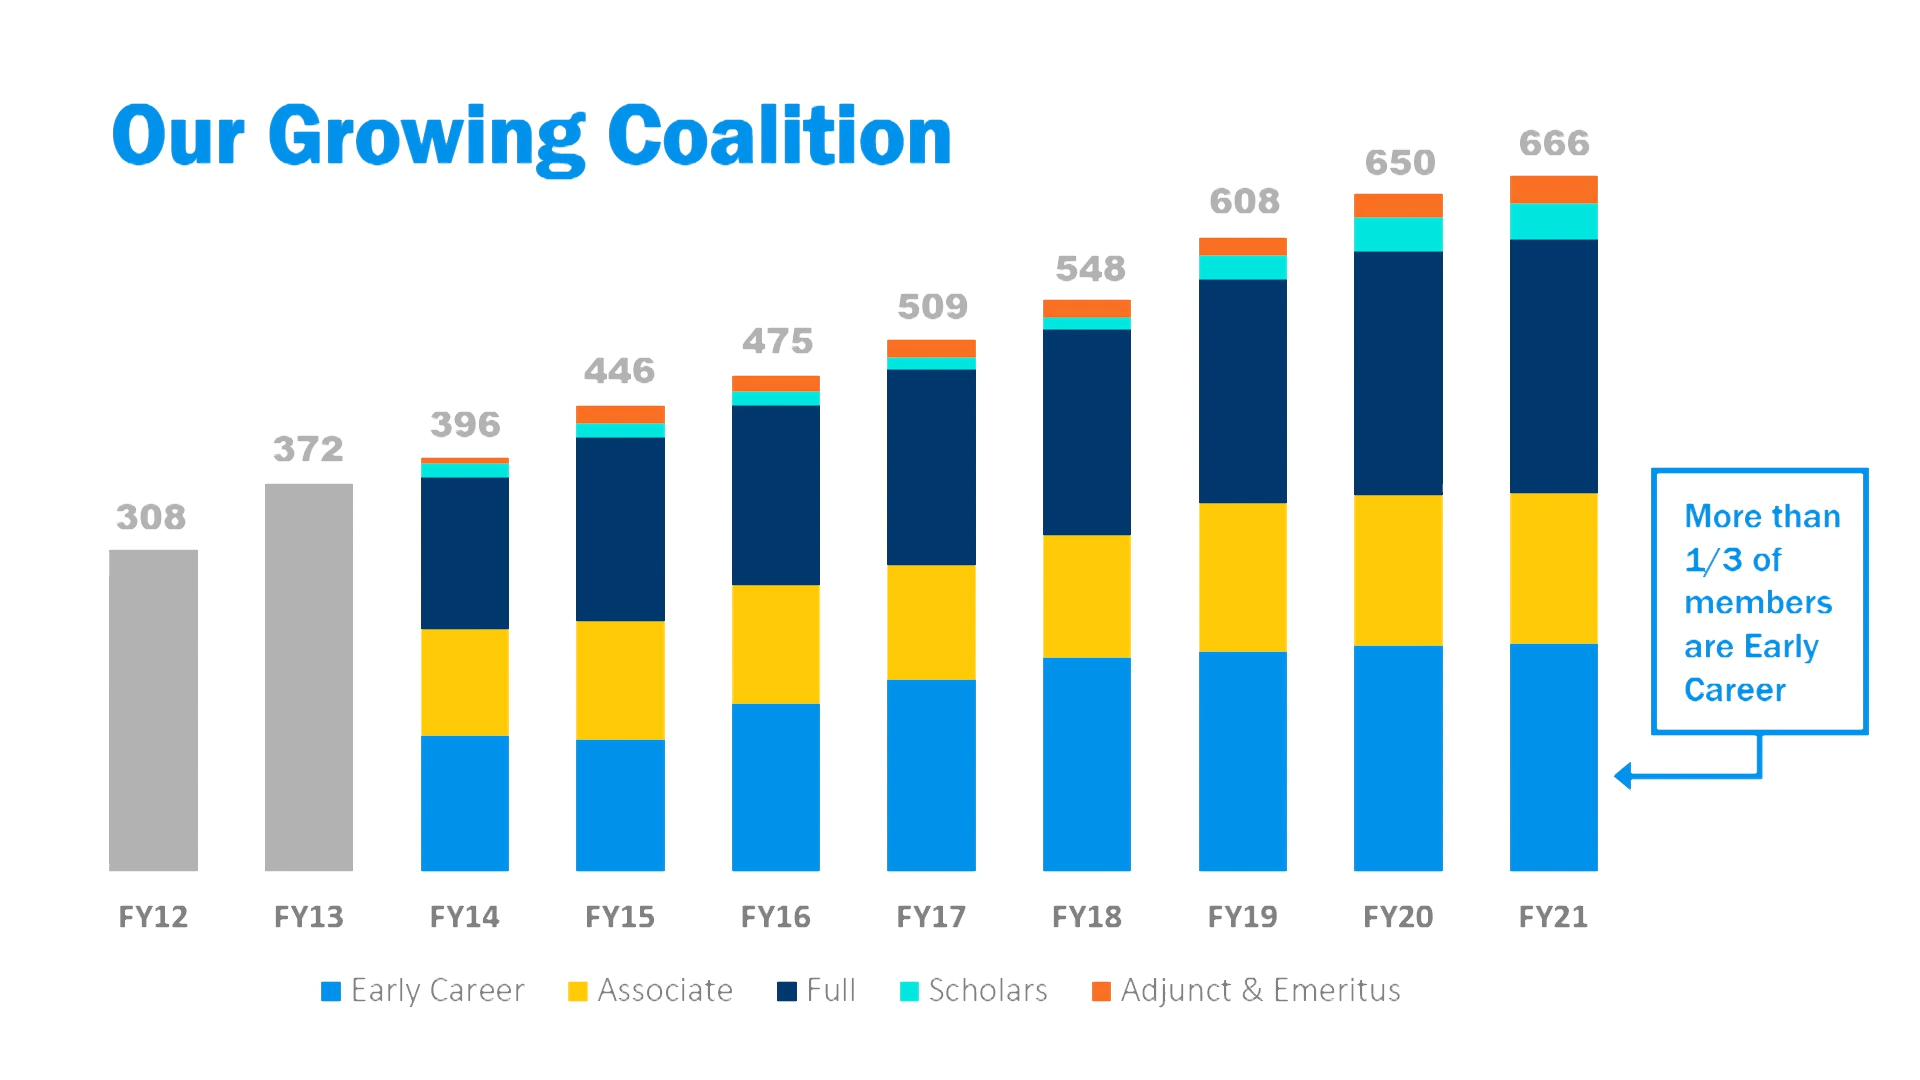 Our Growing Coalition
308
372
396
446
475
509
548
608
650
666
More than
1/3 of
members
are Early
Career
FY12 FY13 FY14 FY15 FY16 FY17 FY18 FY19 FY20 FY21
Early Career Associate Full Scholars Adjunct & Emeritus